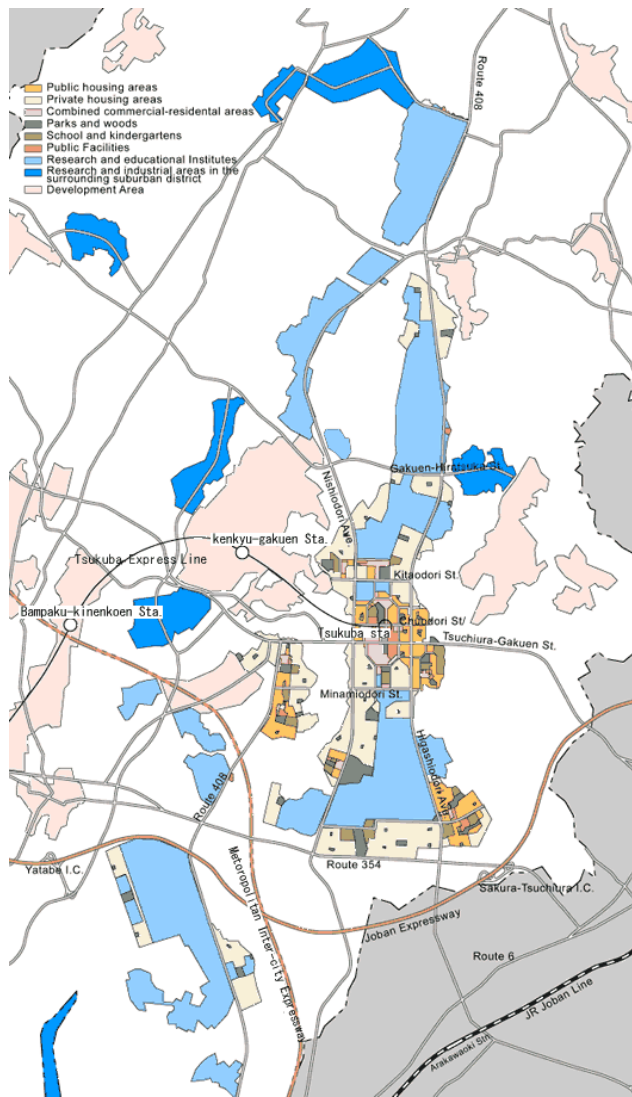 Route 408
Public housing areas
Private housing areas
Combined commercial-residental areas
Parks and woods
School and kindergartens
Public Facilities
Research and educational Institutes
Research and industrial areas in the
surrounding suburban district
Development Area
Gakuen-Hiratsuka St.
Nishiodori Ave.
kenkyu-gakuen Sta.
Tsukuba Express Line
Kitaodori St.
Bampaku-kinenkoen Sta.
Chuodori St/
Tsukuba sta
Tsuchiura-Gakuen St.
Minamiodori St.
Higashiodori Avn
Route 408
Route 354
Yatabe I.C.
Sakura-Tsuchiura I.C.
Metoropolitan Inter-city Expressway
Joban Expressway
Route 6
JR Joban Line
Arakawaoki Stn.